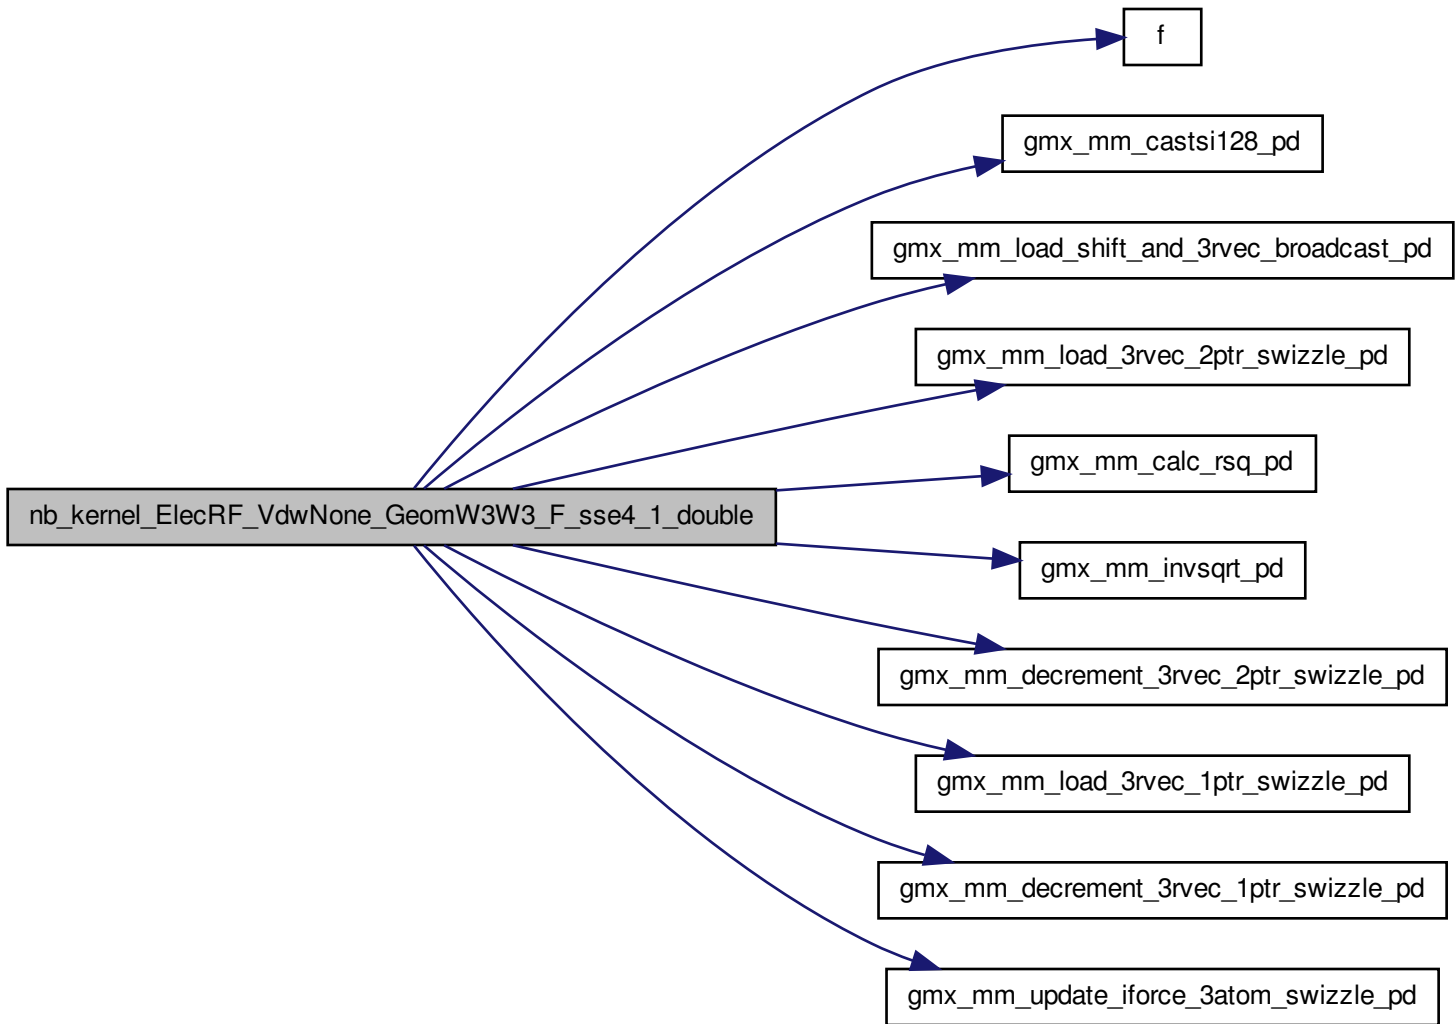 f
gmx_mm_castsi128_pd
gmx_mm_load_shift_and_3rvec_broadcast_pd
gmx_mm_load_3rvec_2ptr_swizzle_pd
gmx_mm_calc_rsq_pd
nb_kernel_ElecRF_VdwNone_GeomW3W3_F_sse4_1_double
gmx_mm_invsqrt_pd
gmx_mm_decrement_3rvec_2ptr_swizzle_pd
gmx_mm_load_3rvec_1ptr_swizzle_pd
gmx_mm_decrement_3rvec_1ptr_swizzle_pd
gmx_mm_update_iforce_3atom_swizzle_pd